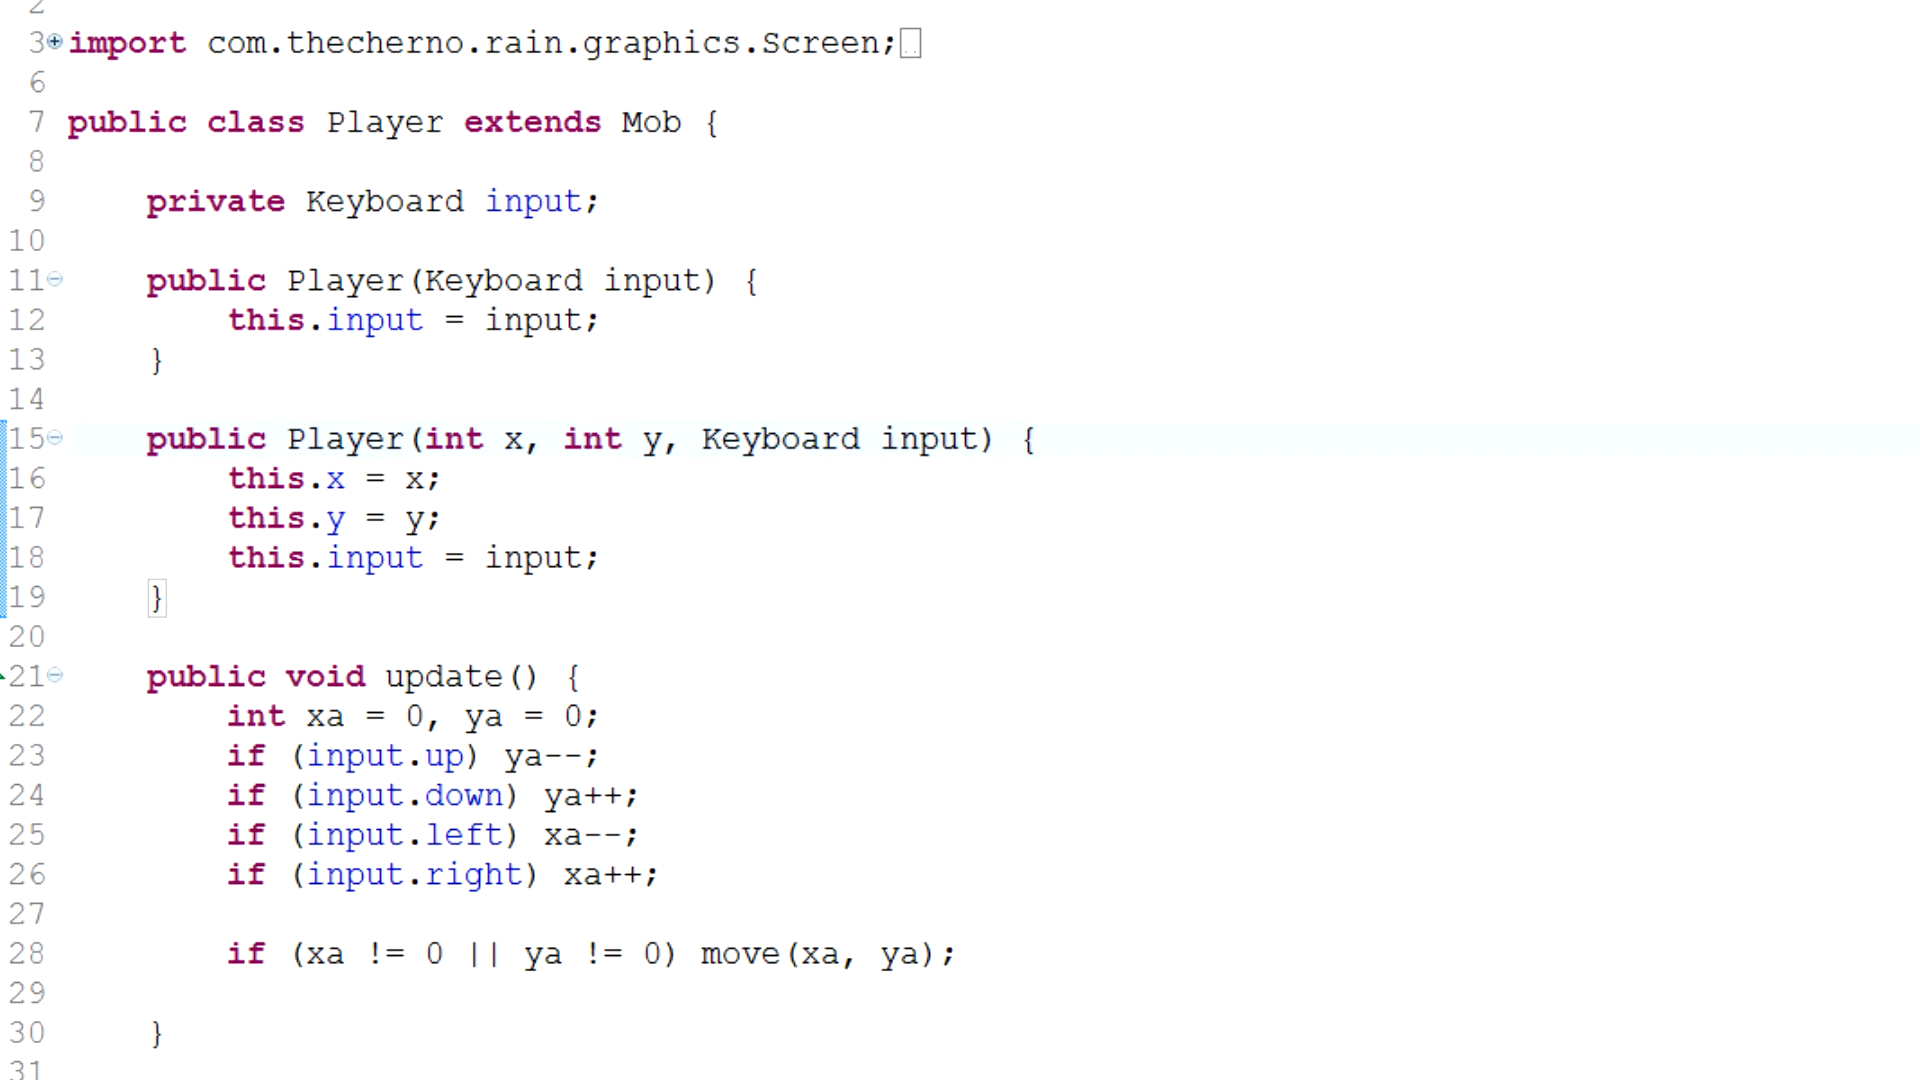 2
3 import com.thecherno.rain.graphics.Screen;
6
7 public class Player extends Mob {
8
9 private Keyboard input;
10
11 public Player(Keyboard input) {
12 this.input = input;
13 }
14
15 public Player(int x, int y, Keyboard input) {
16 this.x = x;
17 this.y = y;
18 this.input = input;
19 }
20
21 public void update() {
22 int xa = 0, ya = 0;
23 if (input.up) ya--;
24 if (input.down) ya++;
25 if (input.left) xa--;
26 if (input.right) xa++;
27
28 if (xa != 0 || ya != 0) move(xa, ya);
29
30 }
31